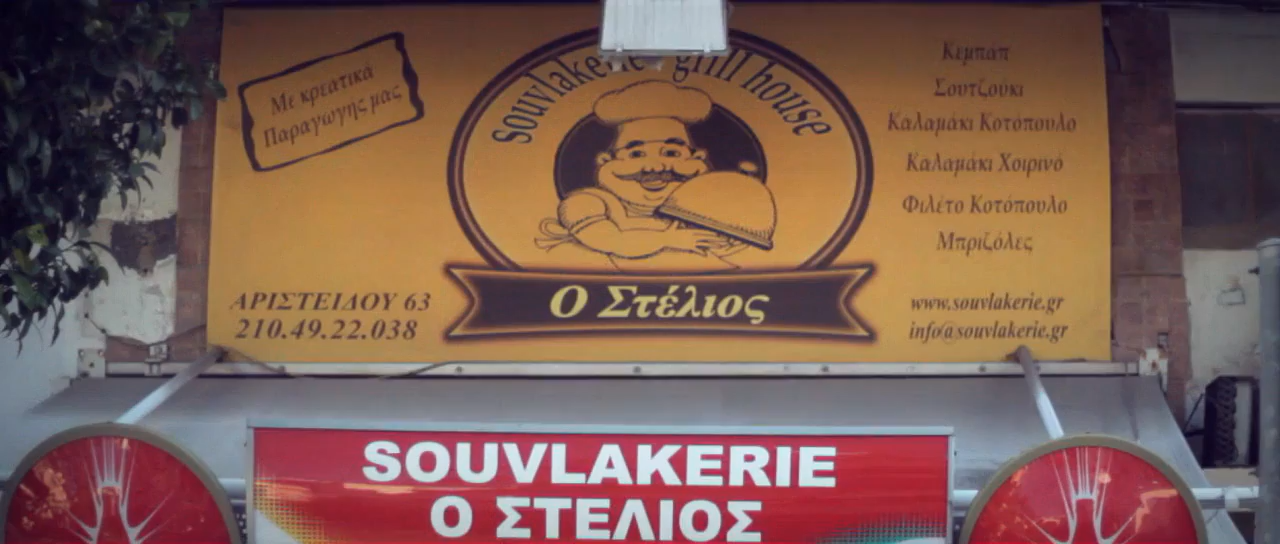 Με κρεατικά
Παραγωγής μας
souvlakerie grill house
Ο Στέλιος
ΑΡΙΣΤΕΙΔΟΥ 63
210.49.22.038
Κεμπάπ
Σουτζούκι
Καλαμάκι Κοτόπουλο
Καλαμάκι Χοιρινό
Φιλέτο Κοτόπουλο
Μπριζόλες
www.souvlakerie.gr
info@souvlakerie.gr
SOUVLAKERIE
Ο ΣΤΕΛΙΟΣ